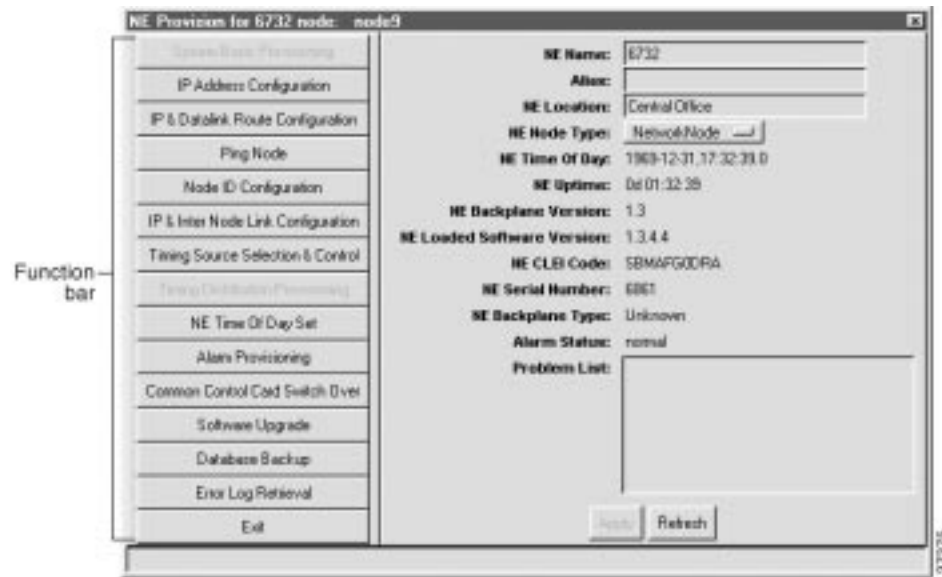 NE Provision for 6732 node: node9
IP Address Configuration
IP & Datalink Route Configuration
Ping Node
Node ID Configuration
IP & Inter Node Link Configuration
Timing Source Selection & Control
Timing Distribution Provisioning
NE Time Of Day Set
Alarm Provisioning
Common Control Card Switch Over
Software Upgrade
Database Backup
Error Log Retrieval
Exit
Function
bar
NE Name: 6732
Alias:
NE Location: Central Office
NE Node Type: NetworkNode
NE Time Of Day: 1969-12-31,17:32:39.0
NE Uptime: 0d 01:32:39
NE Backplane Version: 1.3
NE Loaded Software Version: 1.3.4.4
NE CLEI Code: SBMAFG0DRA
NE Serial Number: 6861
NE Backplane Type: Unknown
Alarm Status: normal
Problem List:
Apply Refresh